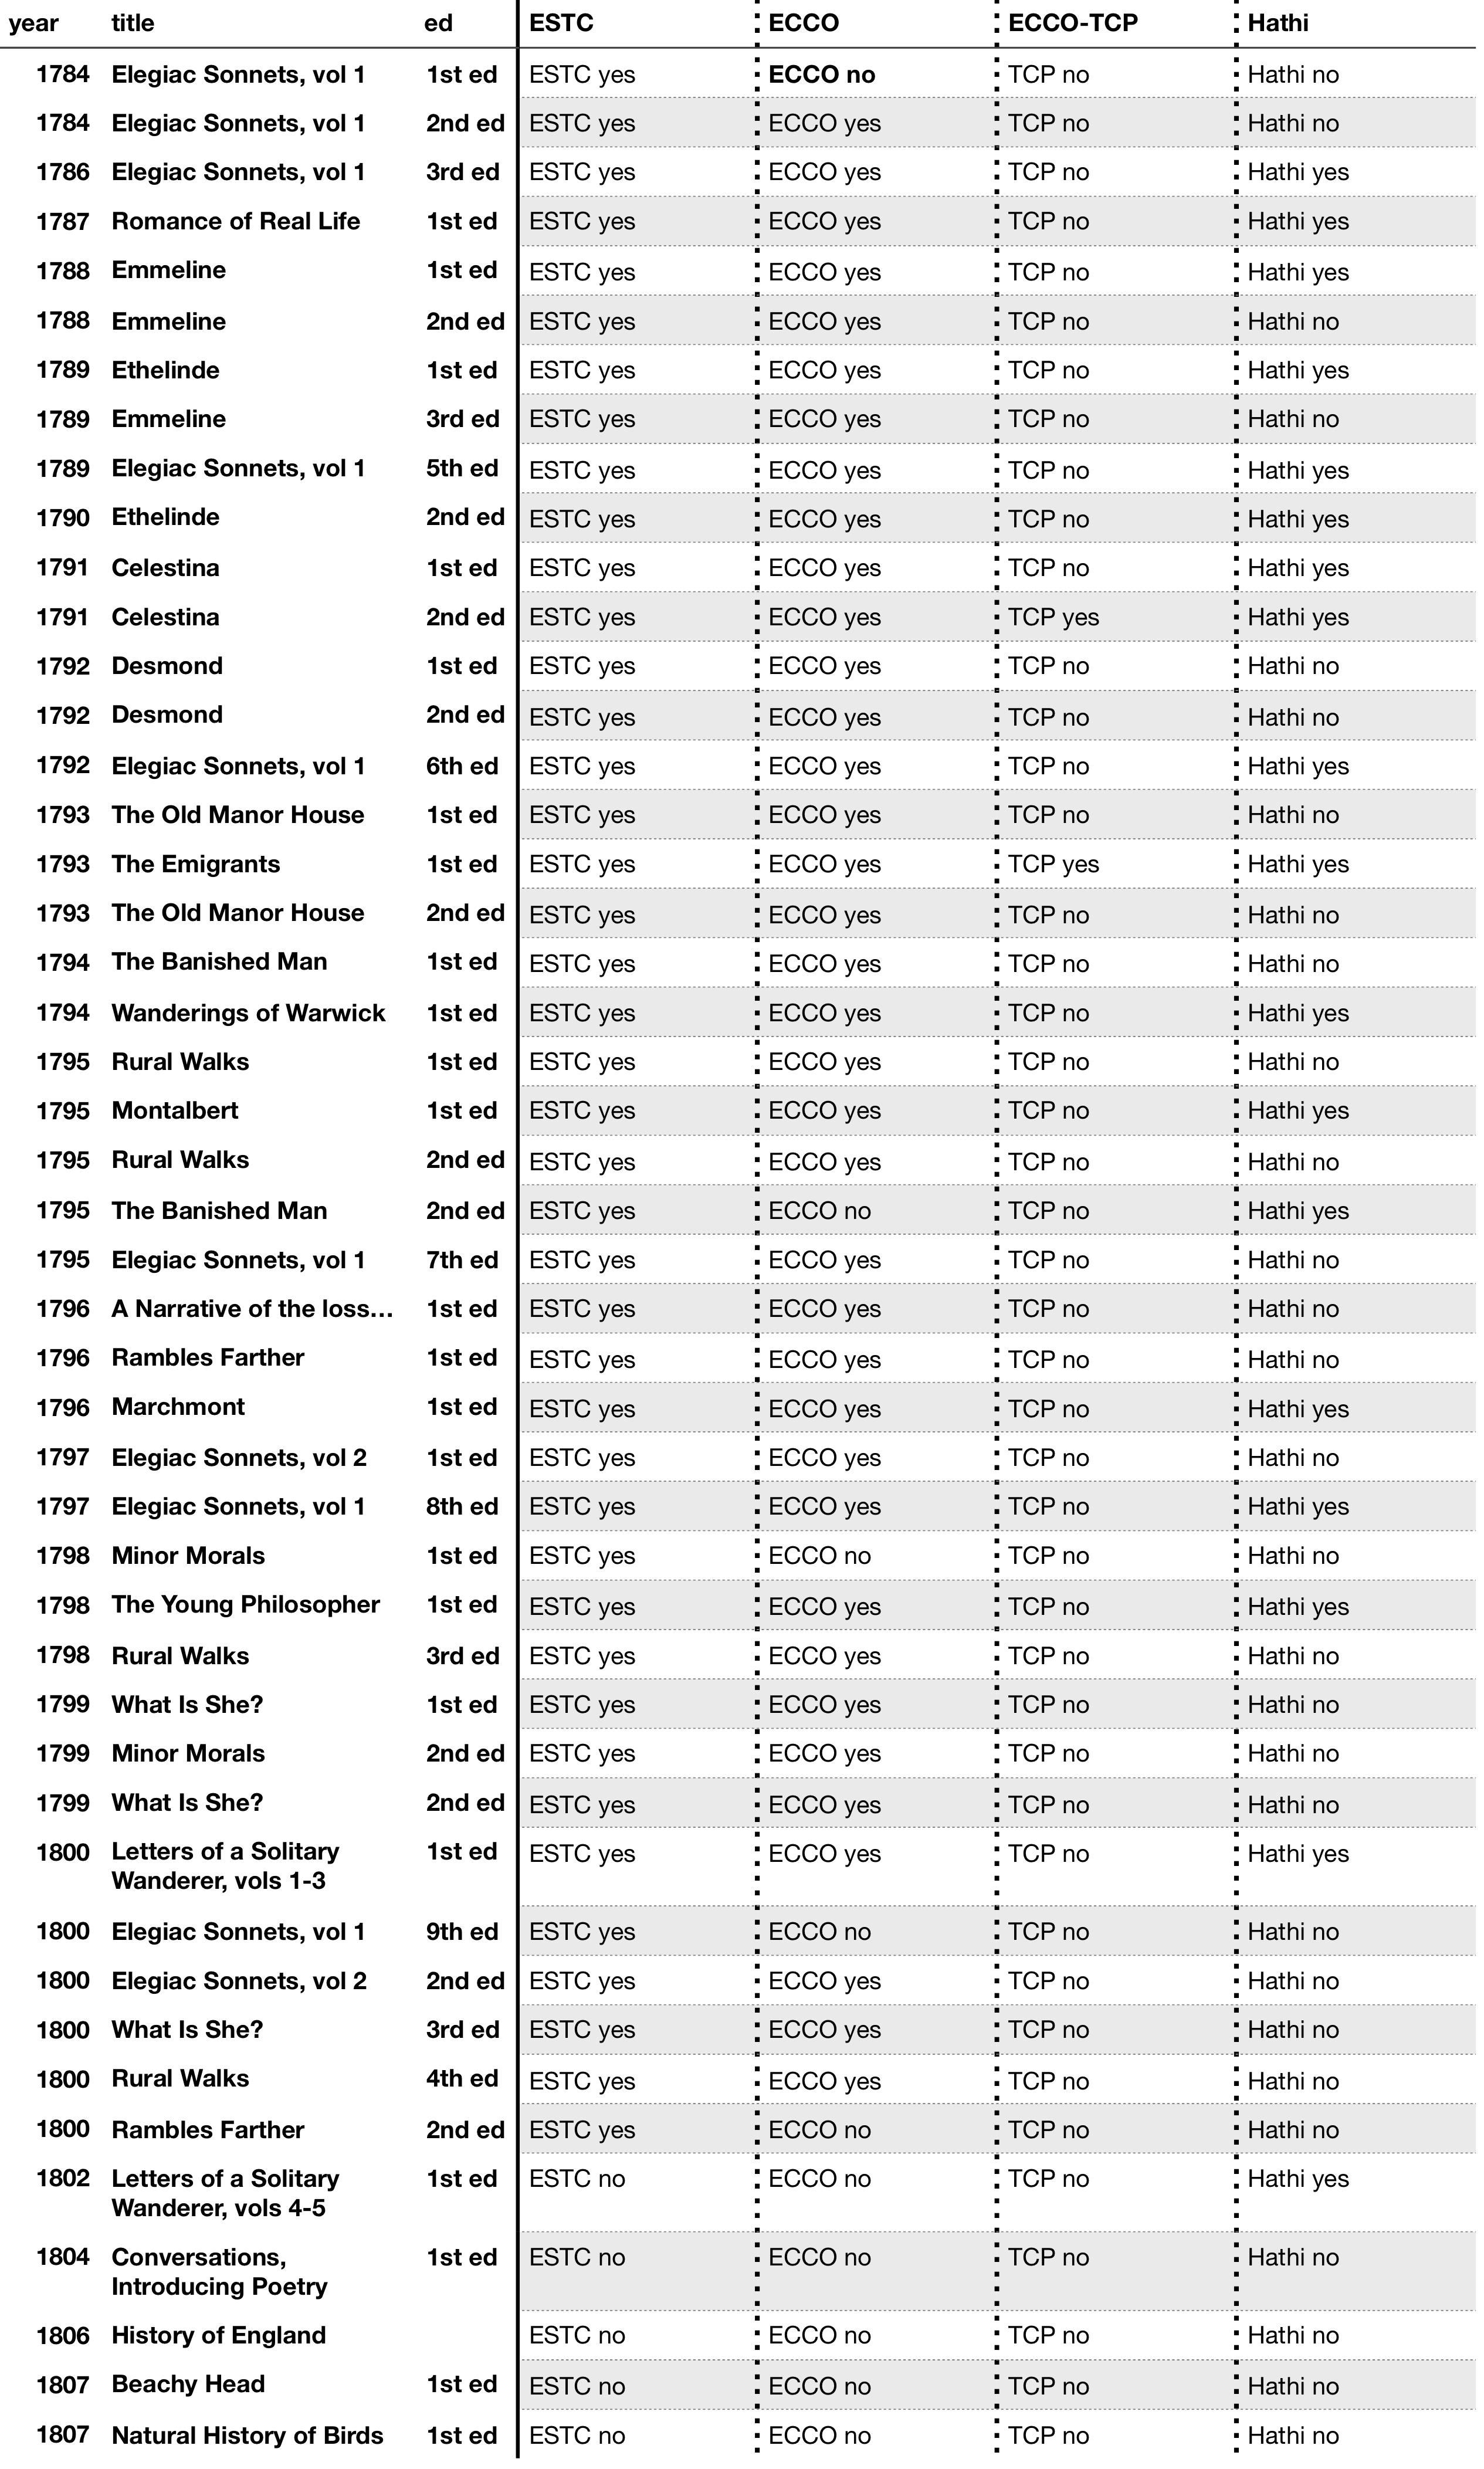 year title ed ESTC ECCO ECCO-TCP Hathi
1784 Elegiac Sonnets, vol 1 1st ed ESTC yes ECCO no TCP no Hathi no
1784 Elegiac Sonnets, vol 1 2nd ed ESTC yes ECCO yes TCP no Hathi no
1786 Elegiac Sonnets, vol 1 3rd ed ESTC yes ECCO yes TCP no Hathi yes
1787 Romance of Real Life 1st ed ESTC yes ECCO yes TCP no Hathi yes
1788 Emmeline 1st ed ESTC yes ECCO yes TCP no Hathi yes
1788 Emmeline 2nd ed ESTC yes ECCO yes TCP no Hathi no
1789 Ethelinde 1st ed ESTC yes ECCO yes TCP no Hathi yes
1789 Emmeline 3rd ed ESTC yes ECCO yes TCP no Hathi no
1789 Elegiac Sonnets, vol 1 5th ed ESTC yes ECCO yes TCP no Hathi yes
1790 Ethelinde 2nd ed ESTC yes ECCO yes TCP no Hathi yes
1791 Celestina 1st ed ESTC yes ECCO yes TCP no Hathi yes
1791 Celestina 2nd ed ESTC yes ECCO yes TCP yes Hathi yes
1792 Desmond 1st ed ESTC yes ECCO yes TCP no Hathi no
1792 Desmond 2nd ed ESTC yes ECCO yes TCP no Hathi no
1792 Elegiac Sonnets, vol 1 6th ed ESTC yes ECCO yes TCP no Hathi yes
1793 The Old Manor House 1st ed ESTC yes ECCO yes TCP no Hathi no
1793 The Emigrants 1st ed ESTC yes ECCO yes TCP yes Hathi yes
1793 The Old Manor House 2nd ed ESTC yes ECCO yes TCP no Hathi no
1794 The Banished Man 1st ed ESTC yes ECCO yes TCP no Hathi no
1794 Wanderings of Warwick 1st ed ESTC yes ECCO yes TCP no Hathi yes
1795 Rural Walks 1st ed ESTC yes ECCO yes TCP no Hathi no
1795 Montalbert 1st ed ESTC yes ECCO yes TCP no Hathi yes
1795 Rural Walks 2nd ed ESTC yes ECCO yes TCP no Hathi no
1795 The Banished Man 2nd ed ESTC yes ECCO no TCP no Hathi yes
1795 Elegiac Sonnets, vol 1 7th ed ESTC yes ECCO yes TCP no Hathi no
1796 A Narrative of the loss… 1st ed ESTC yes ECCO yes TCP no Hathi no
1796 Rambles Farther 1st ed ESTC yes ECCO yes TCP no Hathi no
1796 Marchmont 1st ed ESTC yes ECCO yes TCP no Hathi yes
1797 Elegiac Sonnets, vol 2 1st ed ESTC yes ECCO yes TCP no Hathi no
1797 Elegiac Sonnets, vol 1 8th ed ESTC yes ECCO yes TCP no Hathi yes
1798 Minor Morals 1st ed ESTC yes ECCO no TCP no Hathi no
1798 The Young Philosopher 1st ed ESTC yes ECCO yes TCP no Hathi yes
1798 Rural Walks 3rd ed ESTC yes ECCO yes TCP no Hathi no
1799 What Is She? 1st ed ESTC yes ECCO yes TCP no Hathi no
1799 Minor Morals 2nd ed ESTC yes ECCO yes TCP no Hathi no
1799 What Is She? 2nd ed ESTC yes ECCO yes TCP no Hathi no
1800 Letters of a Solitary 1st ed ESTC yes ECCO yes TCP no Hathi yes
Wanderer, vols 1-3
1800 Elegiac Sonnets, vol 1 9th ed ESTC yes ECCO no TCP no Hathi no
1800 Elegiac Sonnets, vol 2 2nd ed ESTC yes ECCO yes TCP no Hathi no
1800 What Is She? 3rd ed ESTC yes ECCO yes TCP no Hathi no
1800 Rural Walks 4th ed ESTC yes ECCO yes TCP no Hathi no
1800 Rambles Farther 2nd ed ESTC yes ECCO no TCP no Hathi no
1802 Letters of a Solitary 1st ed ESTC no ECCO no TCP no Hathi yes
Wanderer, vols 4-5
1804 Conversations, 1st ed ESTC no ECCO no TCP no Hathi no
Introducing Poetry
1806 History of England ESTC no ECCO no TCP no Hathi no
1807 Beachy Head 1st ed ESTC no ECCO no TCP no Hathi no
1807 Natural History of Birds 1st ed ESTC no ECCO no TCP no Hathi no